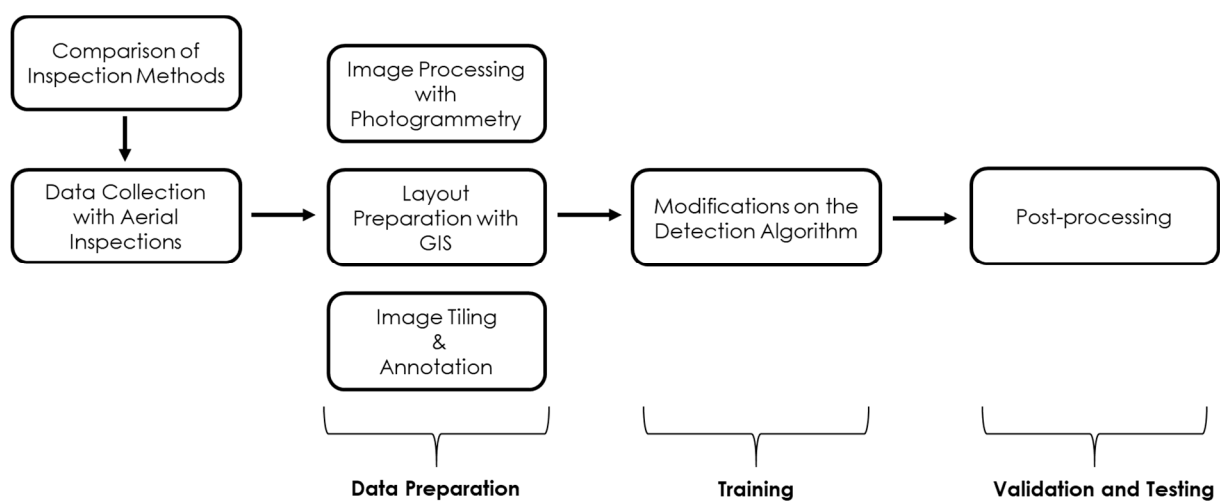 Comparison of
Inspection Methods
Data Collection
with Aerial
Inspections
Image Processing
with
Photogrammetry
Layout
Preparation with
GIS
Image Tiling
&
Annotation
Modifications on the
Detection Algorithm
Post-processing
Data Preparation
Training
Validation and Testing